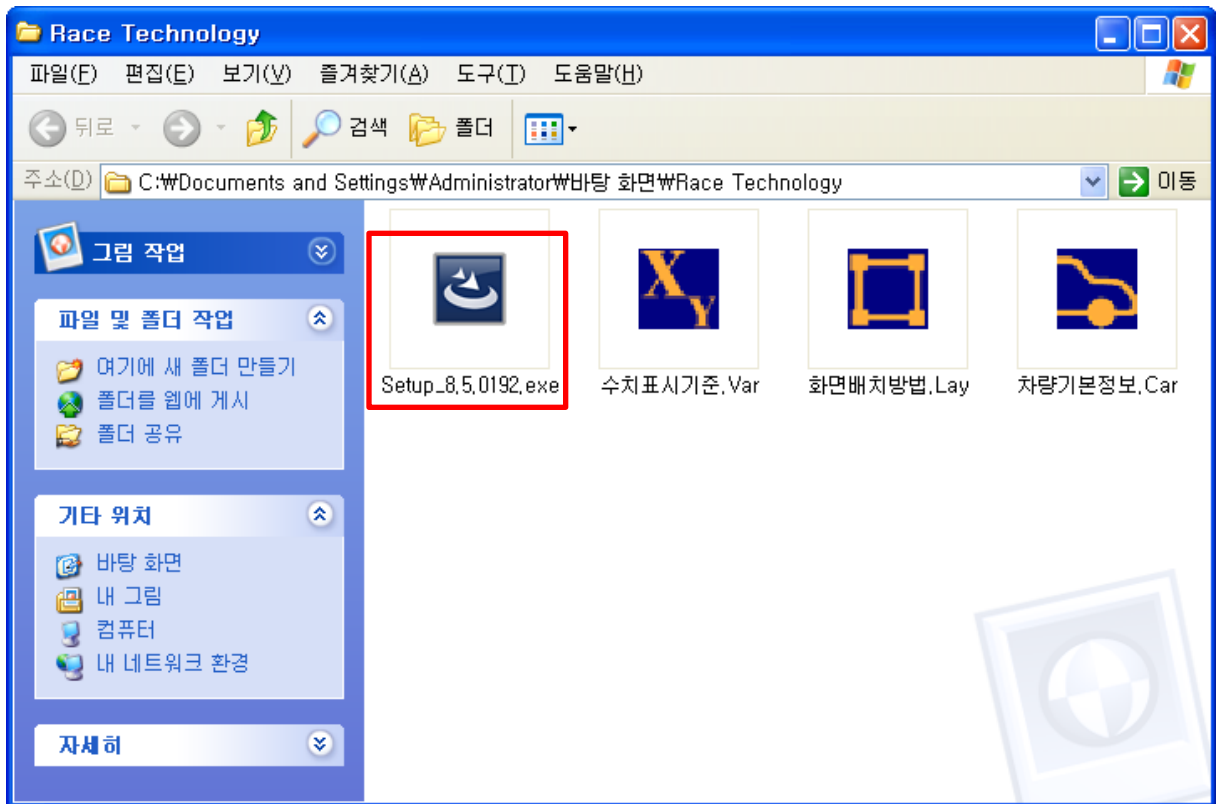 Race Technology
파일(F) 편집(E) 보기(V) 즐겨찾기(A) 도구(T) 도움말(H)
뒤로 검색 폴더
주소(D) C:₩Documents and Settings₩Administrator₩바탕 화면₩Race Technology 이동
그림 작업
파일 및 폴더 작업
여기에 새 폴더 만들기
폴더를 웹에 게시
폴더 공유
기타 위치
바탕 화면
내 그림
컴퓨터
내 네트워크 환경
자세히
X Y
Setup_8,5,0192,exe 수치표시기준,Var 화면배치방법,Lay 차량기본정보,Car